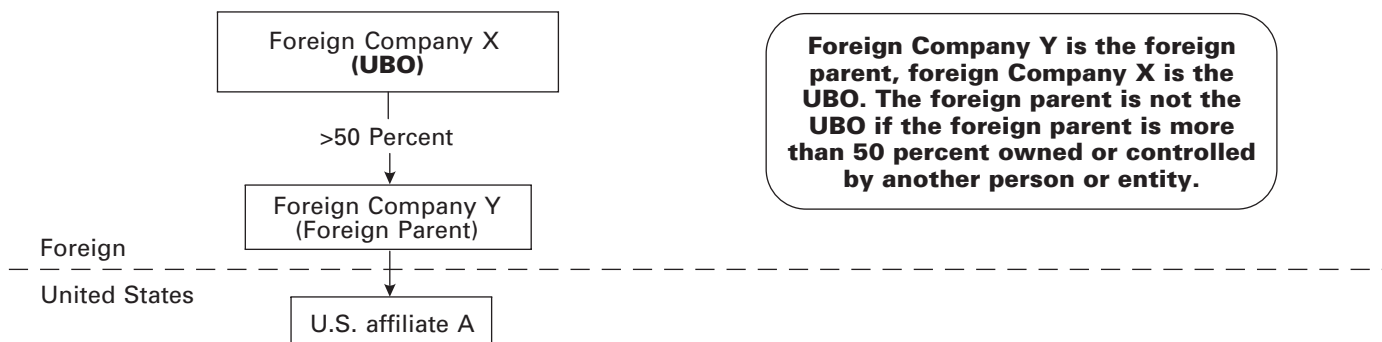 Foreign Company X
(UBO)
>50 Percent
Foreign Company Y
(Foreign Parent)
Foreign
United States
U.S. affiliate A
Foreign Company Y is the foreign
parent, foreign Company X is the
UBO. The foreign parent is not the
UBO if the foreign parent is more
than 50 percent owned or controlled
by another person or entity.